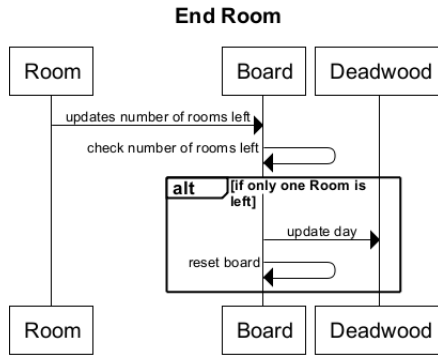 End Room
Room
Board
Deadwood
updates number of rooms left
check number of rooms left
alt
[if only one Room is
left]
update day
reset board
Room
Board
Deadwood